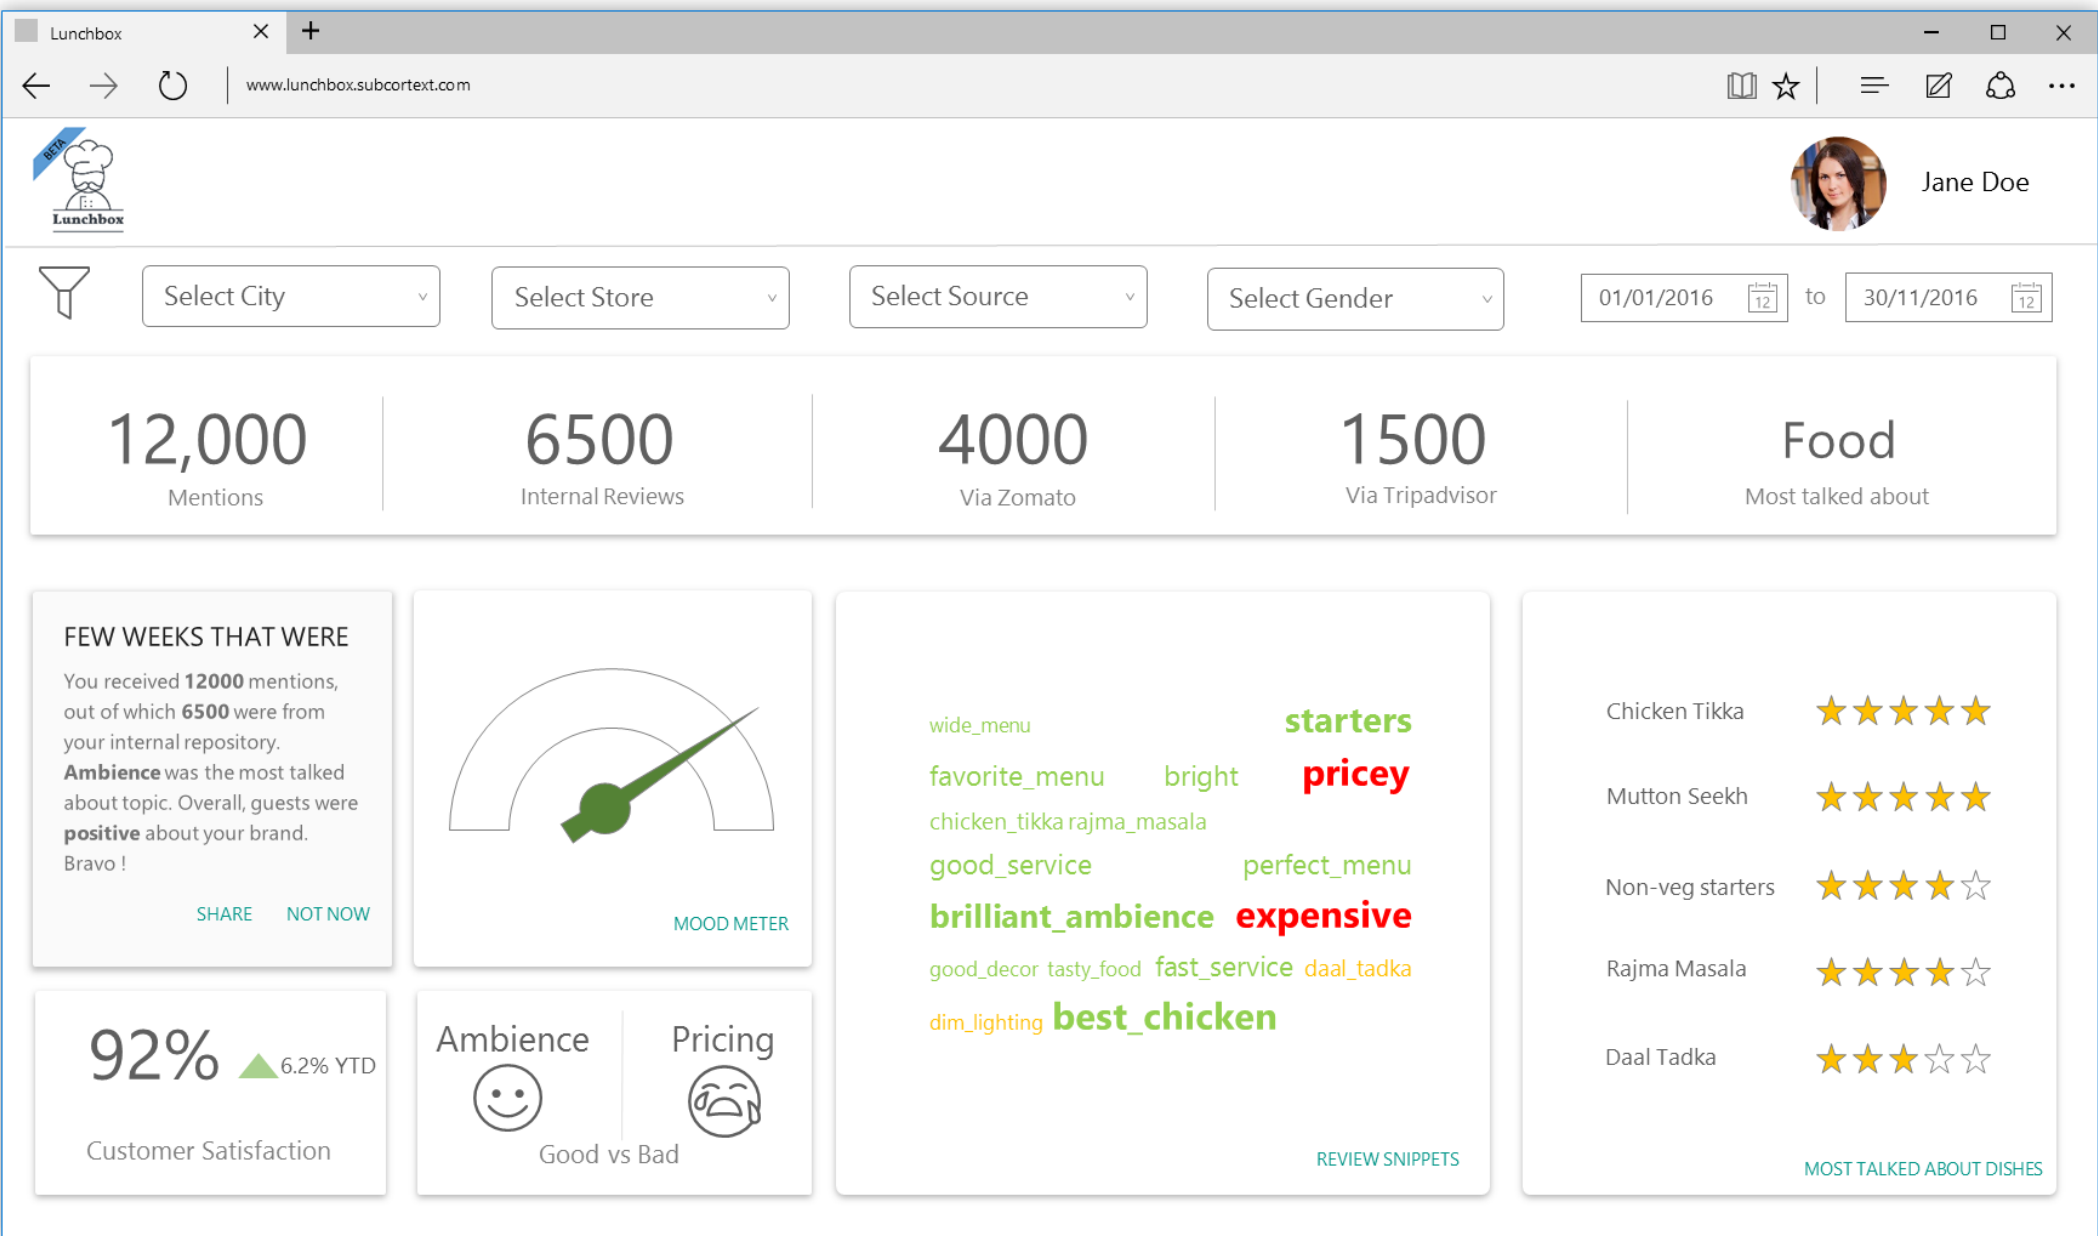 Lunchbox
www.lunchbox.subcortext.com
BETA
Lunchbox
Jane Doe
Select City
Select Store
Select Source
Select Gender
01/01/2016
12
to
30/11/2016
12
12,000
Mentions
6500
Internal Reviews
4000
Via Zomato
1500
Via Tripadvisor
Food
Most talked about
FEW WEEKS THAT WERE
You received 12000 mentions,
out of which 6500 were from
your internal repository.
Ambience was the most talked
about topic. Overall, guests were
positive about your brand.
Bravo !
SHARE NOT NOW
MOOD METER
92%
6.2% YTD
Customer Satisfaction
Ambience Pricing
Good vs Bad
wide_menu starters
favorite_menu bright pricey
chicken_tikka rajma_masala
good_service perfect_menu
brilliant_ambience expensive
good_decor tasty_food fast_service daal_tadka
dim_lighting best_chicken
REVIEW SNIPPETS
Chicken Tikka
Mutton Seekh
Non-veg starters
Rajma Masala
Daal Tadka
MOST TALKED ABOUT DISHES